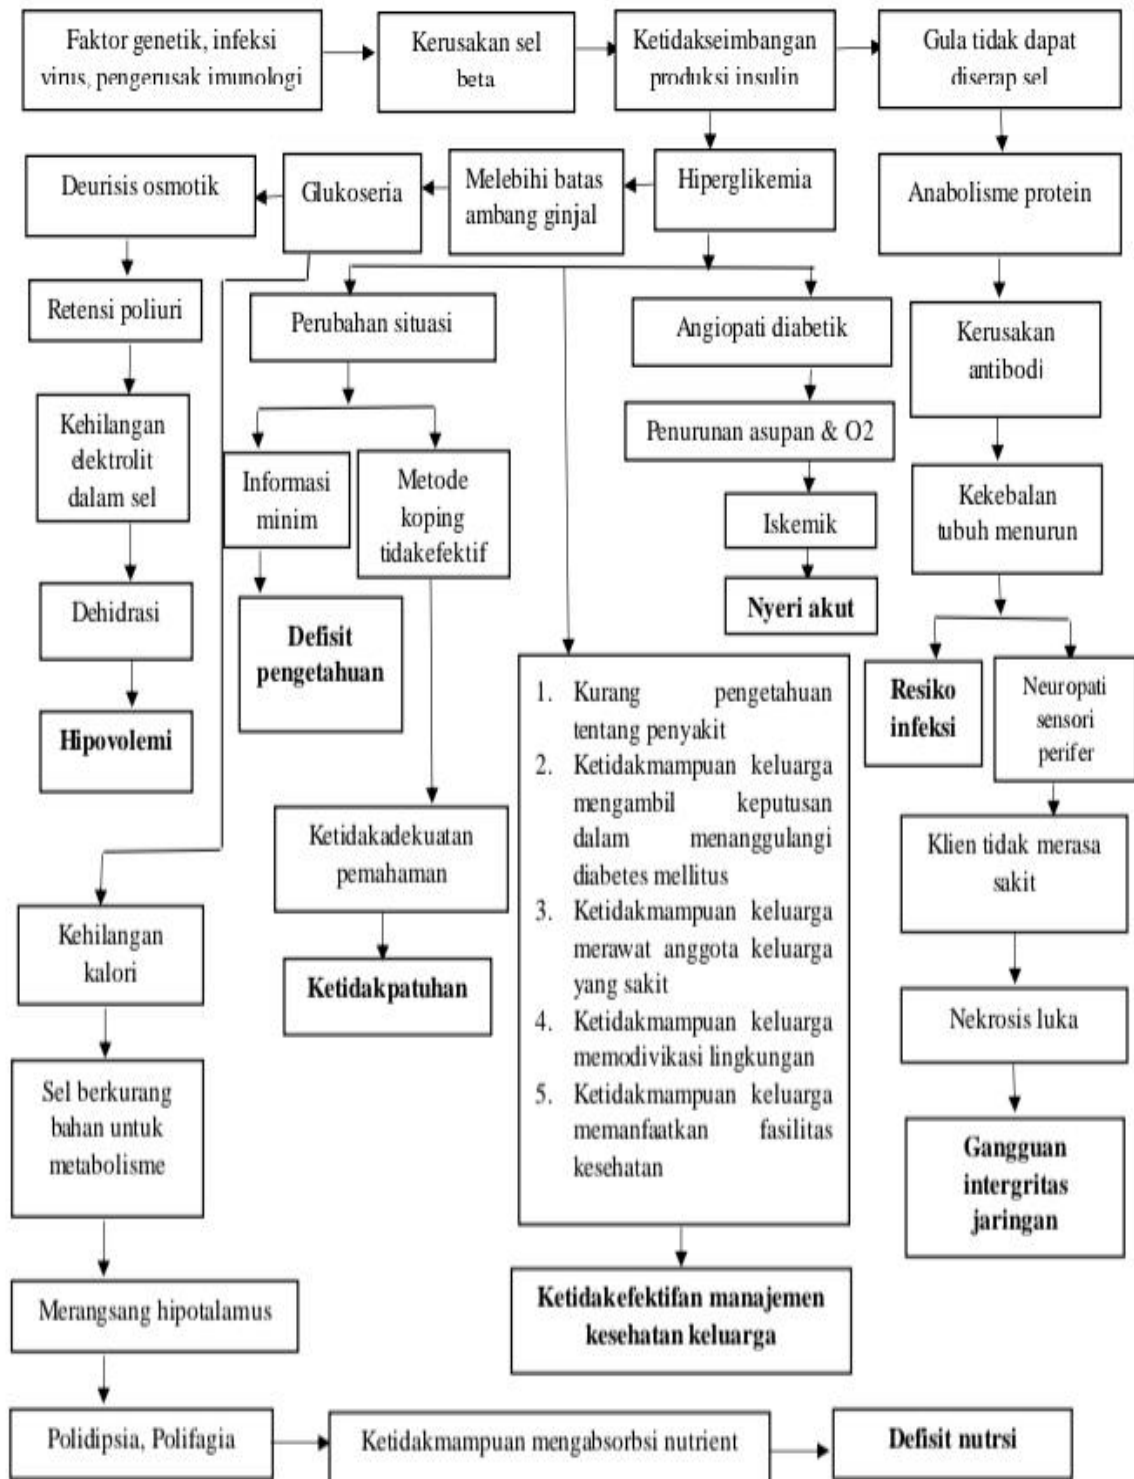 Faktor genetik, infeksi
virus, pengerusak imunologi
Kerusakan sel
beta
Ketidakseimbangan
produksi insulin
Gula tidak dapat
diserap sel
Deurisis osmotik
Glukoseria
Melebihi batas
ambang ginjal
Hiperglikemia
Anabolisme protein
Retensi poliuri
Perubahan situasi
Angiopati diabetik
Kerusakan
antibodi
Kehilangan
elektrolit
dalam sel
Informasi
minim
Metode
koping
tidakefektif
Penurunan asupan & O2
Iskemik
Kekebalan
tubuh menurun
Dehidrasi
Defisit
pengetahuan
Nyeri akut
Hipovolemi
1. Kurang pengetahuan
tentang penyakit
2. Ketidakmampuan keluarga
mengambil keputusan
dalam menanggulangi
diabetes mellitus
3. Ketidakmampuan keluarga
merawat anggota keluarga
yang sakit
4. Ketidakmampuan keluarga
memodivikasi lingkungan
5. Ketidakmampuan keluarga
memanfaatkan fasilitas
kesehatan
Resiko
infeksi
Neuropati
sensori
perifer
Ketidakadekuatan
pemahaman
Klien tidak merasa
sakit
Kehilangan
kalori
Ketidakpatuhan
Nekrosis luka
Sel berkurang
bahan untuk
metabolisme
Gangguan
intergritas
jaringan
Merangsang hipotalamus
Ketidakefektifan manajemen
kesehatan keluarga
Polidipsia, Polifagia
Ketidakmampuan mengabsorbsi nutrient
Defisit nutrsi